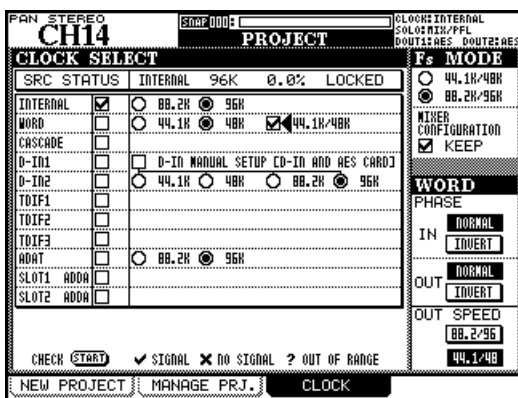 PAN STEREO
CH14
SNAP 000:
PROJECT
CLOCK:INTERNAL
SOLO:MIX/PFL
DOUT1:AES DOUT2:AES
CLOCK SELECT
SRC STATUS INTERNAL 96K 0.0% LOCKED
INTERNAL 88.2K 96K
WORD 44.1K 48K 44.1K/48K
CASCADE
D-IN1 D-IN MANUAL SETUP [D-IN AND AES CARD]
D-IN2 44.1K 48K 88.2K 96K
TDIF1
TDIF2
TDIF3
ADAT 88.2K 96K
SLOT1 ADDA
SLOT2 ADDA
CHECK START SIGNAL NO SIGNAL ? OUT OF RANGE
Fs MODE
44.1K/48K
88.2K/96K
MIXER
CONFIGURATION
KEEP
WORD
PHASE
IN NORMAL
INVERT
OUT NORMAL
INVERT
OUT SPEED
88.2/96
44.1/48
NEW PROJECT MANAGE PRJ. CLOCK